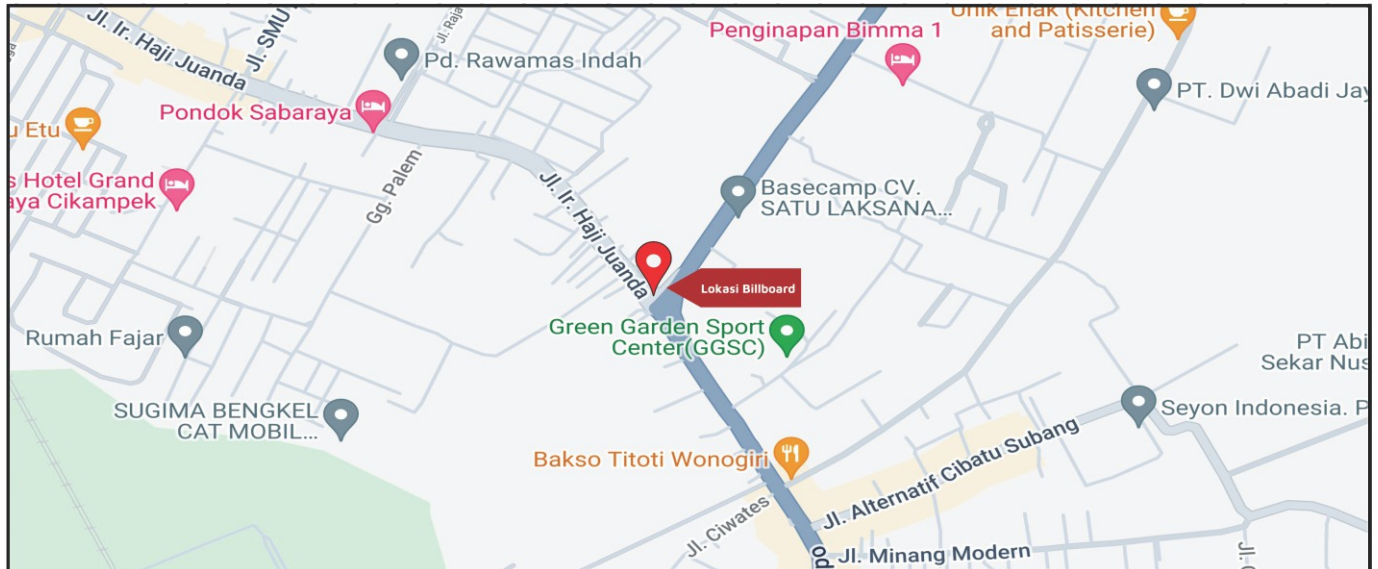 Jl. Ir. Haji Juanda
Jl. SMU
Jl. Raja
Pd. Rawamas Indah
Penginapan Bimma 1
Unik Enak (Kitchen
and Patisserie)
PT. Dwi Abadi Jay
Pondok Sabaraya
u Etu
s Hotel Grand
aya Cikampek
Gg. Palem
Jl. Ir. Haji Juanda
Basecamp CV.
SATU LAKSANA...
Lokasi Billboard
Green Garden Sport
Center(GGSC)
Rumah Fajar
PT Abi
Sekar Nus
SUGIMA BENGKEL
CAT MOBIL...
Seyon Indonesia. P
Bakso Titoti Wonogiri
Jl. Alternatif Cibatu Subang
Jl. Ciwates
Jl. Minang Modern